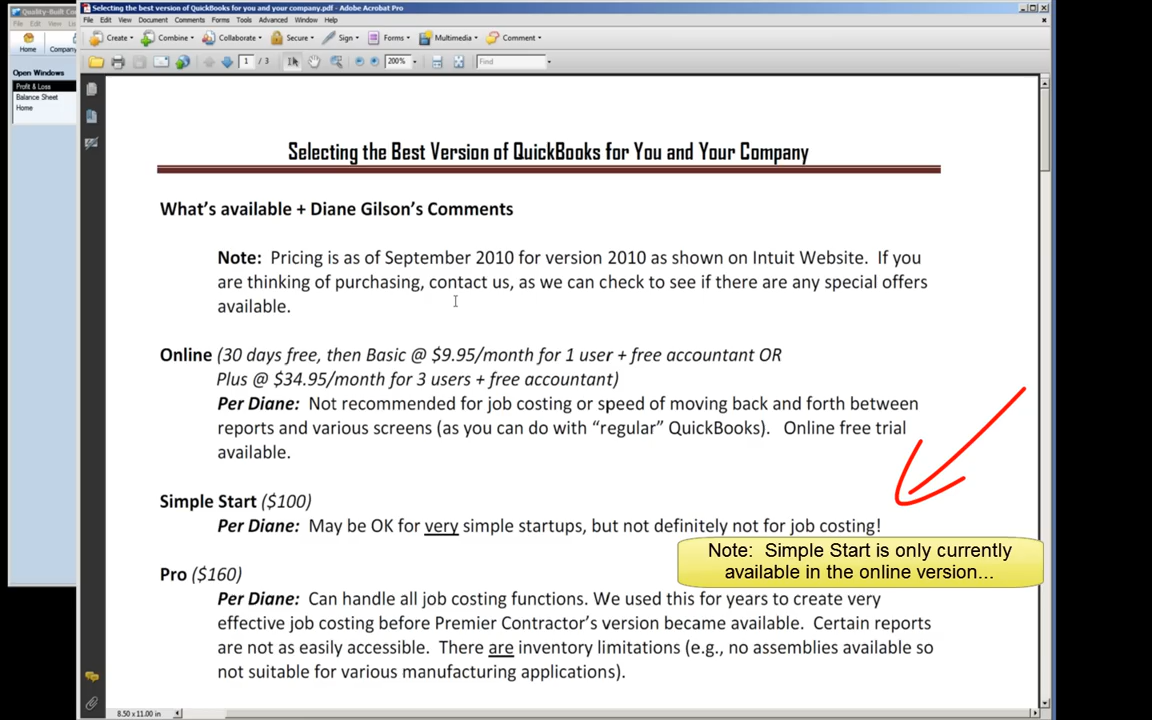 Selecting the best version of QuickBooks for you and your company.pdf - Adobe Acrobat Pro
File Edit View Document Comments Forms Tools Advanced Window Help
Create Combine Collaborate Secure Sign Forms Multimedia Comment
1 / 3 200% Find
Home Company
Open Windows
Profit & Loss
Balance Sheet
Home
Selecting the Best Version of QuickBooks for You and Your Company
What's available + Diane Gilson's Comments
Note: Pricing is as of September 2010 for version 2010 as shown on Intuit Website. If you
are thinking of purchasing, contact us, as we can check to see if there are any special offers
available.
Online (30 days free, then Basic @ $9.95/month for 1 user + free accountant OR
Plus @ $34.95/month for 3 users + free accountant)
Per Diane: Not recommended for job costing or speed of moving back and forth between
reports and various screens (as you can do with “regular” QuickBooks). Online free trial
available.
Simple Start ($100)
Per Diane: May be OK for very simple startups, but not definitely not for job costing!
Note: Simple Start is only currently
available in the online version...
Pro ($160)
Per Diane: Can handle all job costing functions. We used this for years to create very
effective job costing before Premier Contractor's version became available. Certain reports
are not as easily accessible. There are inventory limitations (e.g., no assemblies available so
not suitable for various manufacturing applications).
8.50 x 11.00 in